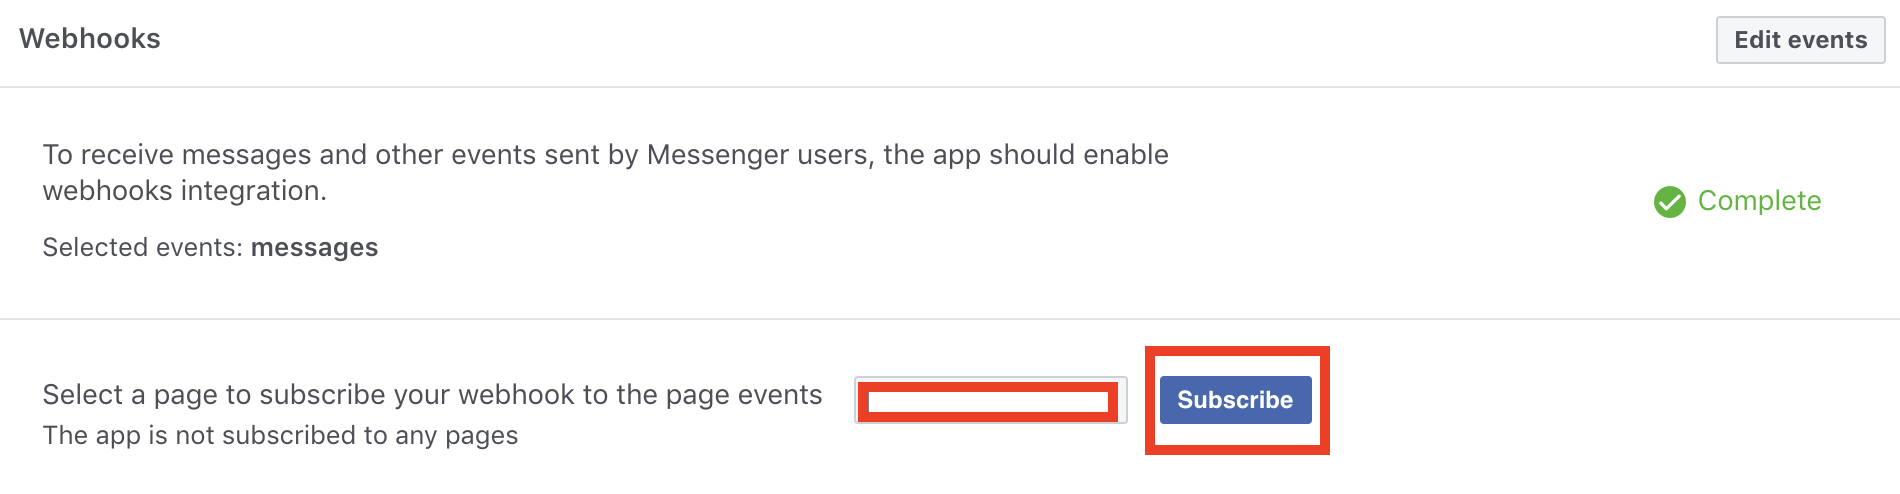 Webhooks
Edit events
To receive messages and other events sent by Messenger users, the app should enable
webhooks integration.
Complete
Selected events: messages
Select a page to subscribe your webhook to the page events
Subscribe
The app is not subscribed to any pages